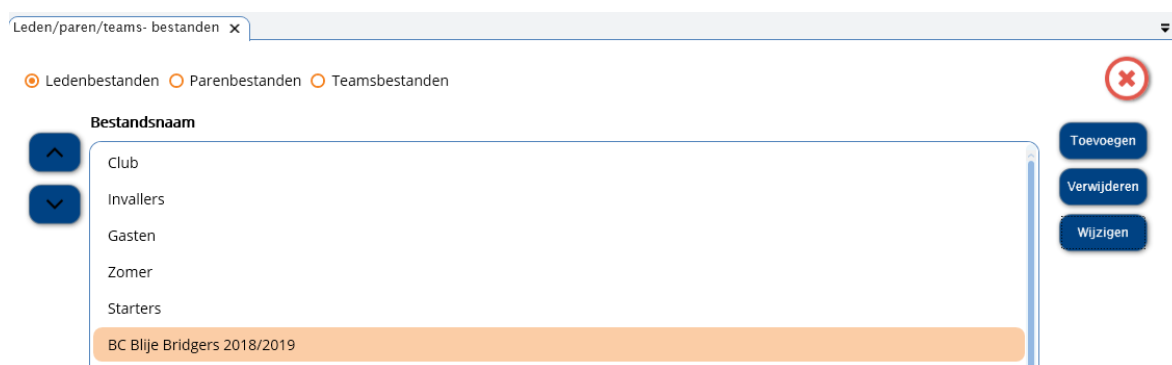 Leden/paren/teams- bestanden x
Ledenbestanden Parenbestanden Teamsbestanden
Bestandsnaam
Toevoegen
Club
Verwijderen
Invallers
Wijzigen
Gasten
Zomer
Starters
BC Blije Bridgers 2018/2019